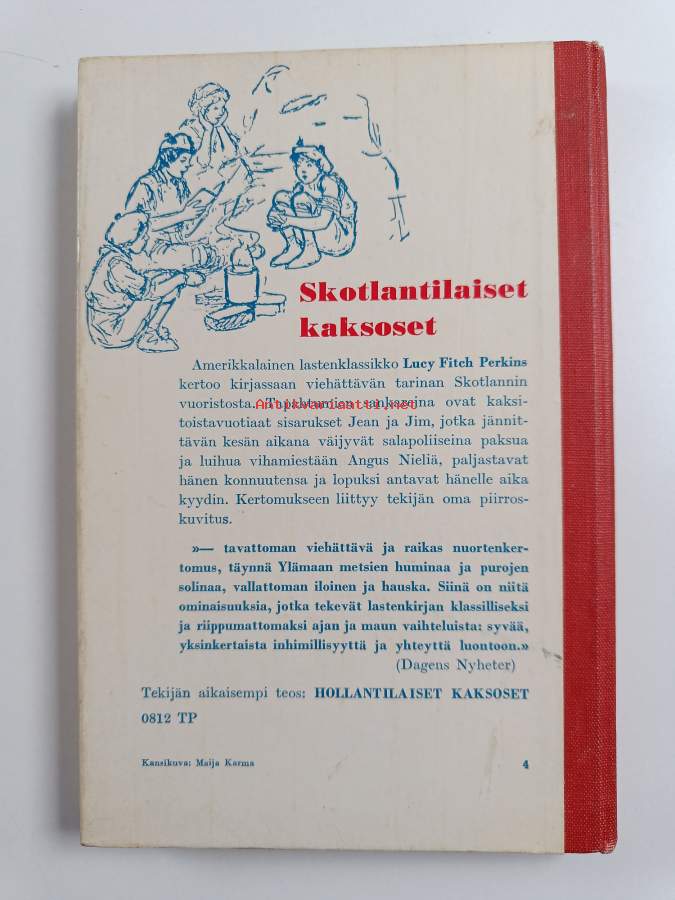 Skotlantilaiset
kaksoset
Amerikkalainen lastenklassikko Lucy Fitch Perkins
kertoo kirjassaan viehättävän tarinan Skotlannin
vuoristosta. Tapahtumien sankareina ovat kaksi-
Antikvariaatti.net
toistavuotiaat sisarukset Jean ja Jim, jotka jännit-
tävän kesän aikana väijyvät salapoliiseina paksua
ja luihua vihamiestään Angus Nieliä, paljastavat
hänen konnuutensa ja lopuksi antavat hänelle aika
kyydin. Kertomukseen liittyy tekijän oma piirros-
kuvitus.
»— tavattoman viehättävä ja raikas nuortenker-
tomus, täynnä Ylämaan metsien huminaa ja purojen
solinaa, vallattoman iloinen ja hauska. Siinä on niitä
ominaisuuksia, jotka tekevät lastenkirjan klassilliseksi
ja riippumattomaksi ajan ja maun vaihteluista: syvää,
yksinkertaista inhimillisyyttä ja yhteyttä luontoon.»
(Dagens Nyheter)
Tekijän aikaisempi teos: HOLLANTILAISET KAKSOSET
0812 TP
Kansikuva: Maija Karma 4